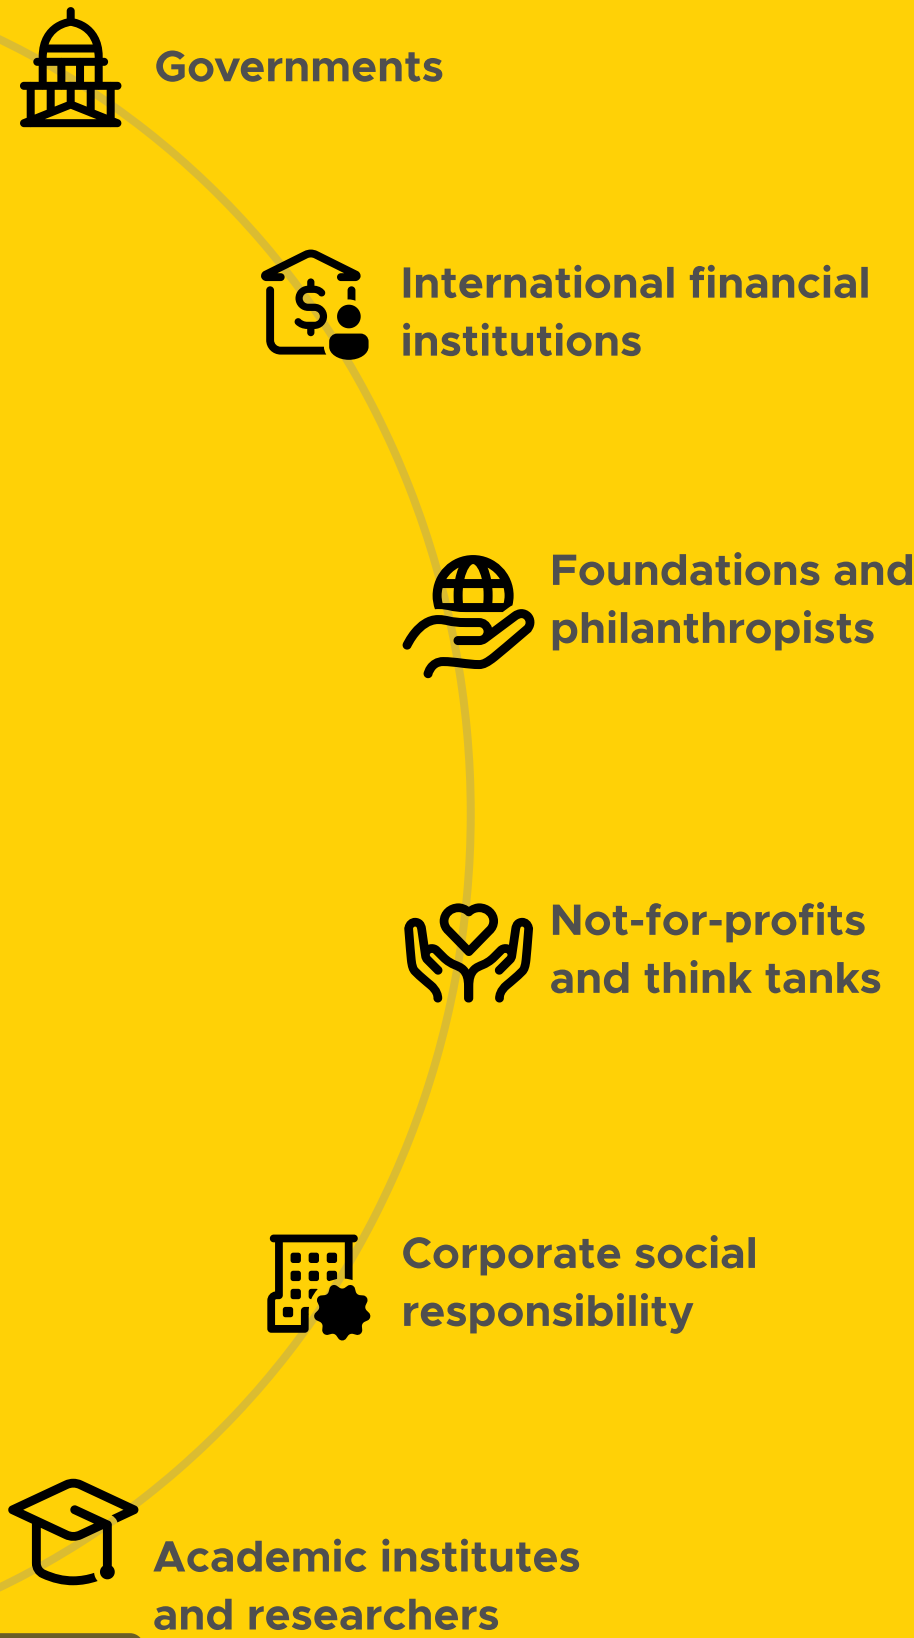 Governments
International financial
institutions
Foundations and
philanthropists
Not-for-profits
and think tanks
Corporate social
responsibility
Academic institutes
and researchers